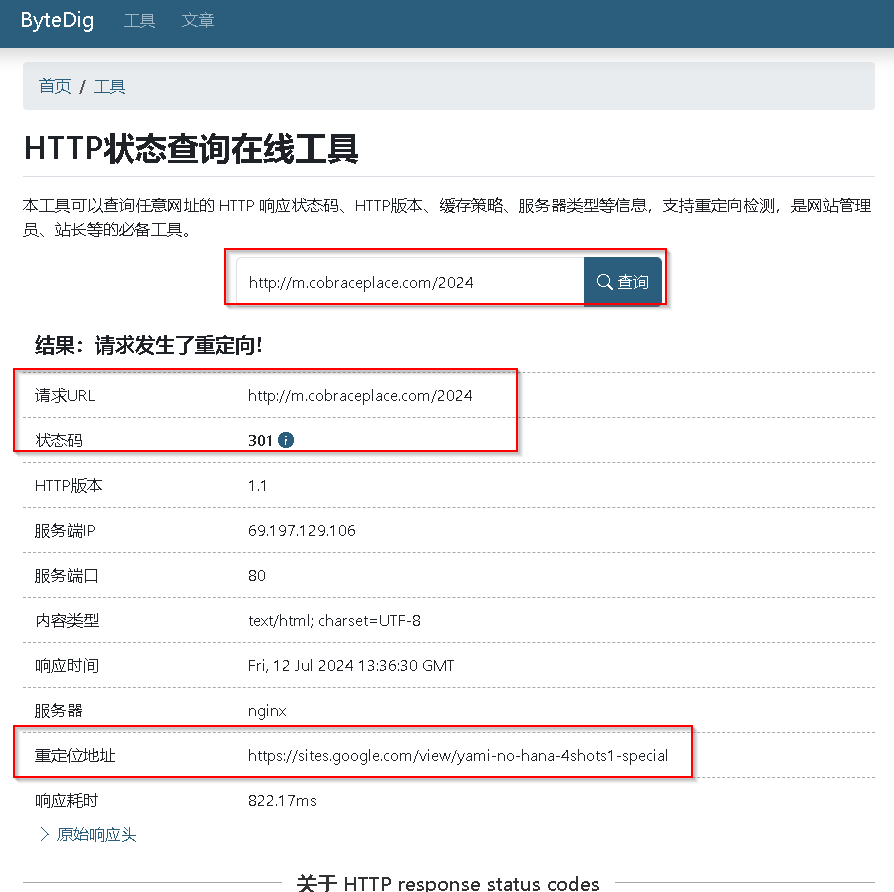 ByteDig 工具 文章
首页 / 工具
HTTP状态查询在线工具
本工具可以查询任意网址的 HTTP 响应状态码、HTTP版本、缓存策略、服务器类型等信息，支持重定向检测，是网站管理
员、站长等的必备工具。
http://m.cobraceplace.com/2024 查询
结果：请求发生了重定向!
请求URL http://m.cobraceplace.com/2024
状态码 301
HTTP版本 1.1
服务端IP 69.197.129.106
服务端口 80
内容类型 text/html; charset=UTF-8
响应时间 Fri, 12 Jul 2024 13:36:30 GMT
服务器 nginx
重定位地址 https://sites.google.com/view/yami-no-hana-4shots1-special
响应耗时 822.17ms
原始响应头
关于 HTTP response status codes